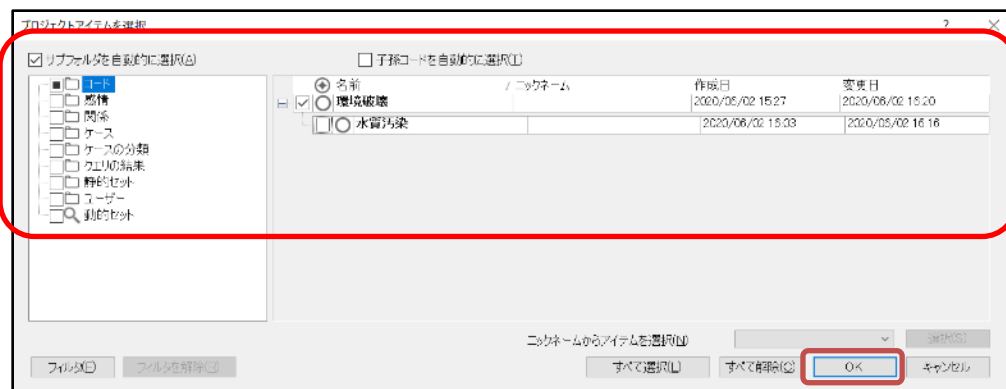 プロジェクトアイテムを選択 ? ×
サブフォルダを自動的に選択(A) 子孫コードを自動的に選択(T)
コード
感情
関係
ケース
ケースの分類
クエリの結果
静的セット
ユーザー
動的セット
名前 / ニックネーム 作成日 変更日
環境破壊 2020/06/02 15:27 2020/06/02 16:20
水質汚染 2020/06/02 16:03 2020/06/02 16:16
ニックネームからアイテムを選択(N) 選択(S)
フィルタ(F) フィルタを解除(R) すべて選択(L) すべて解除(C) OK キャンセル